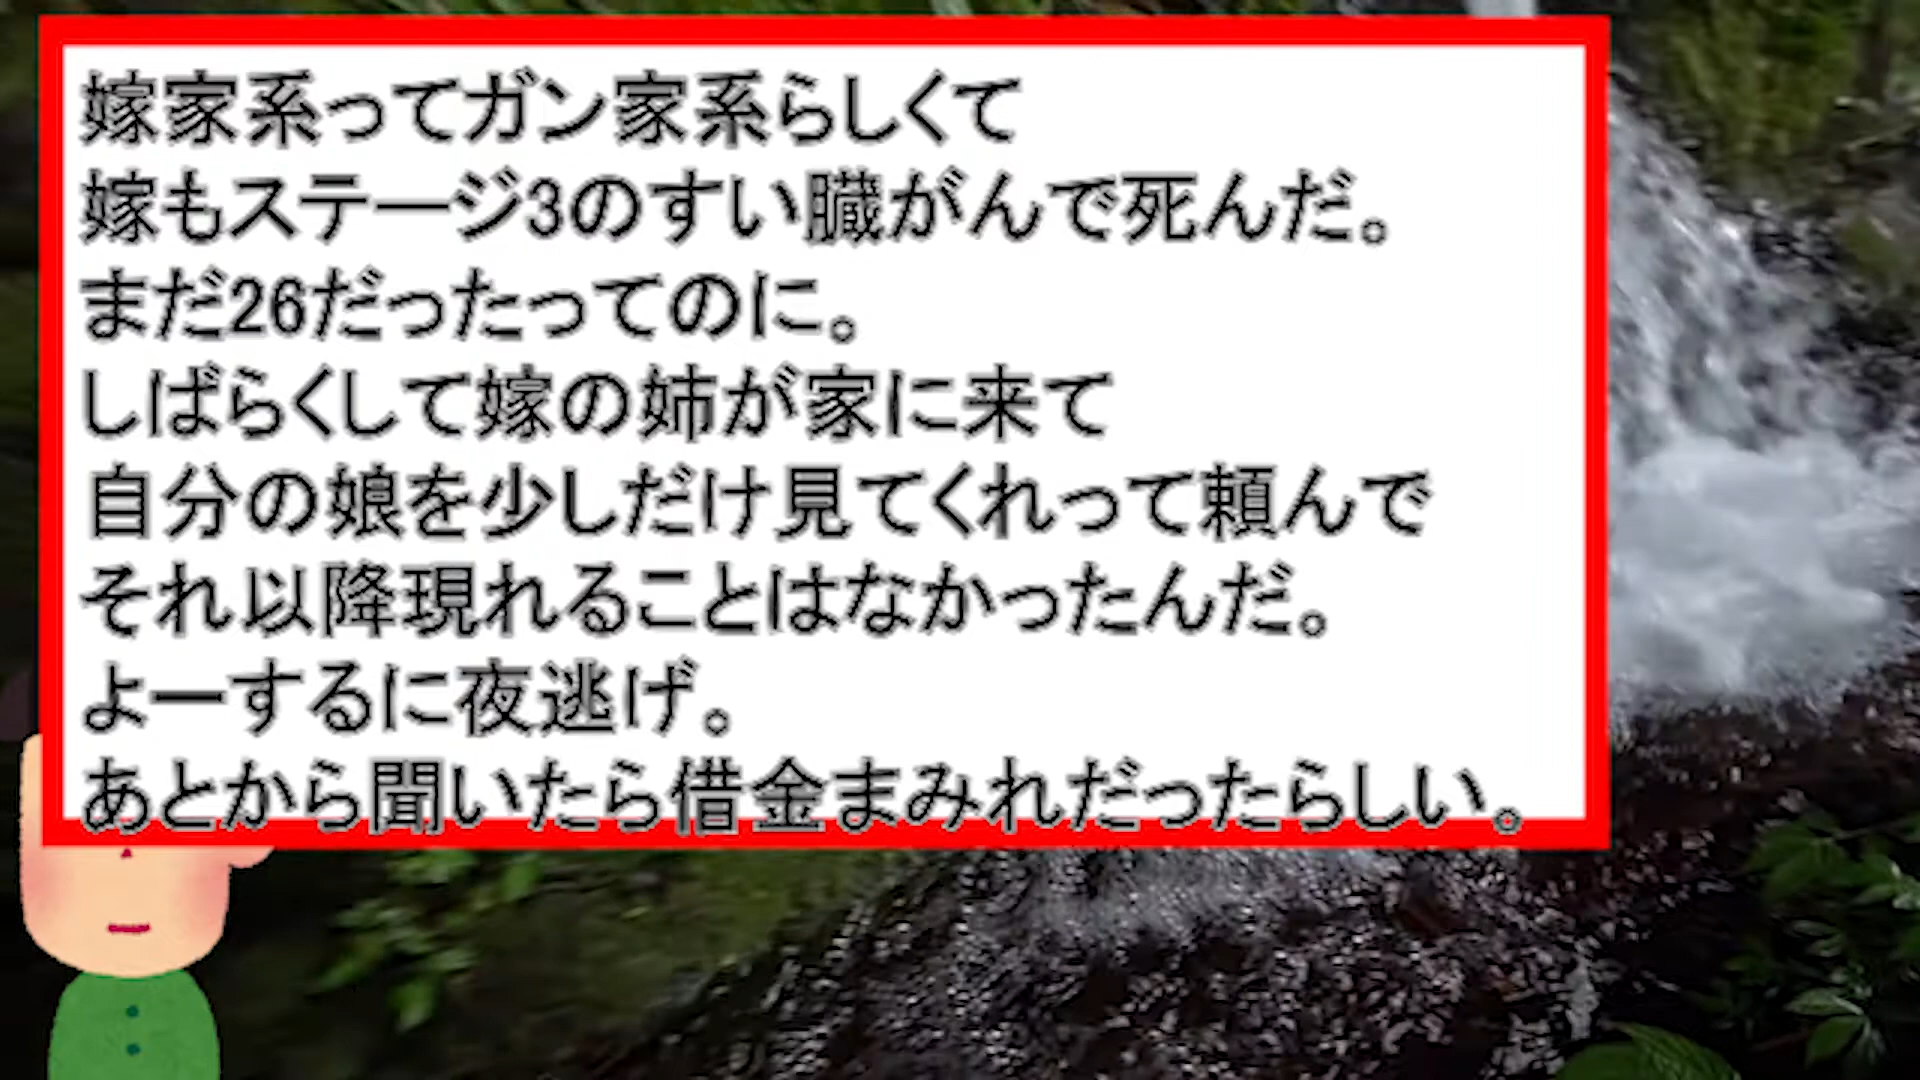 嫁家系ってガン家系らしくて
嫁もステージ3のすい臓がんで死んだ。
まだ26だったってのに。
しばらくして嫁の姉が家に来て
自分の娘を少しだけ見てくれって頼んで
それ以降現れることはなかったんだ。
よーするに夜逃げ。
あとから聞いたら借金まみれだったらしい。